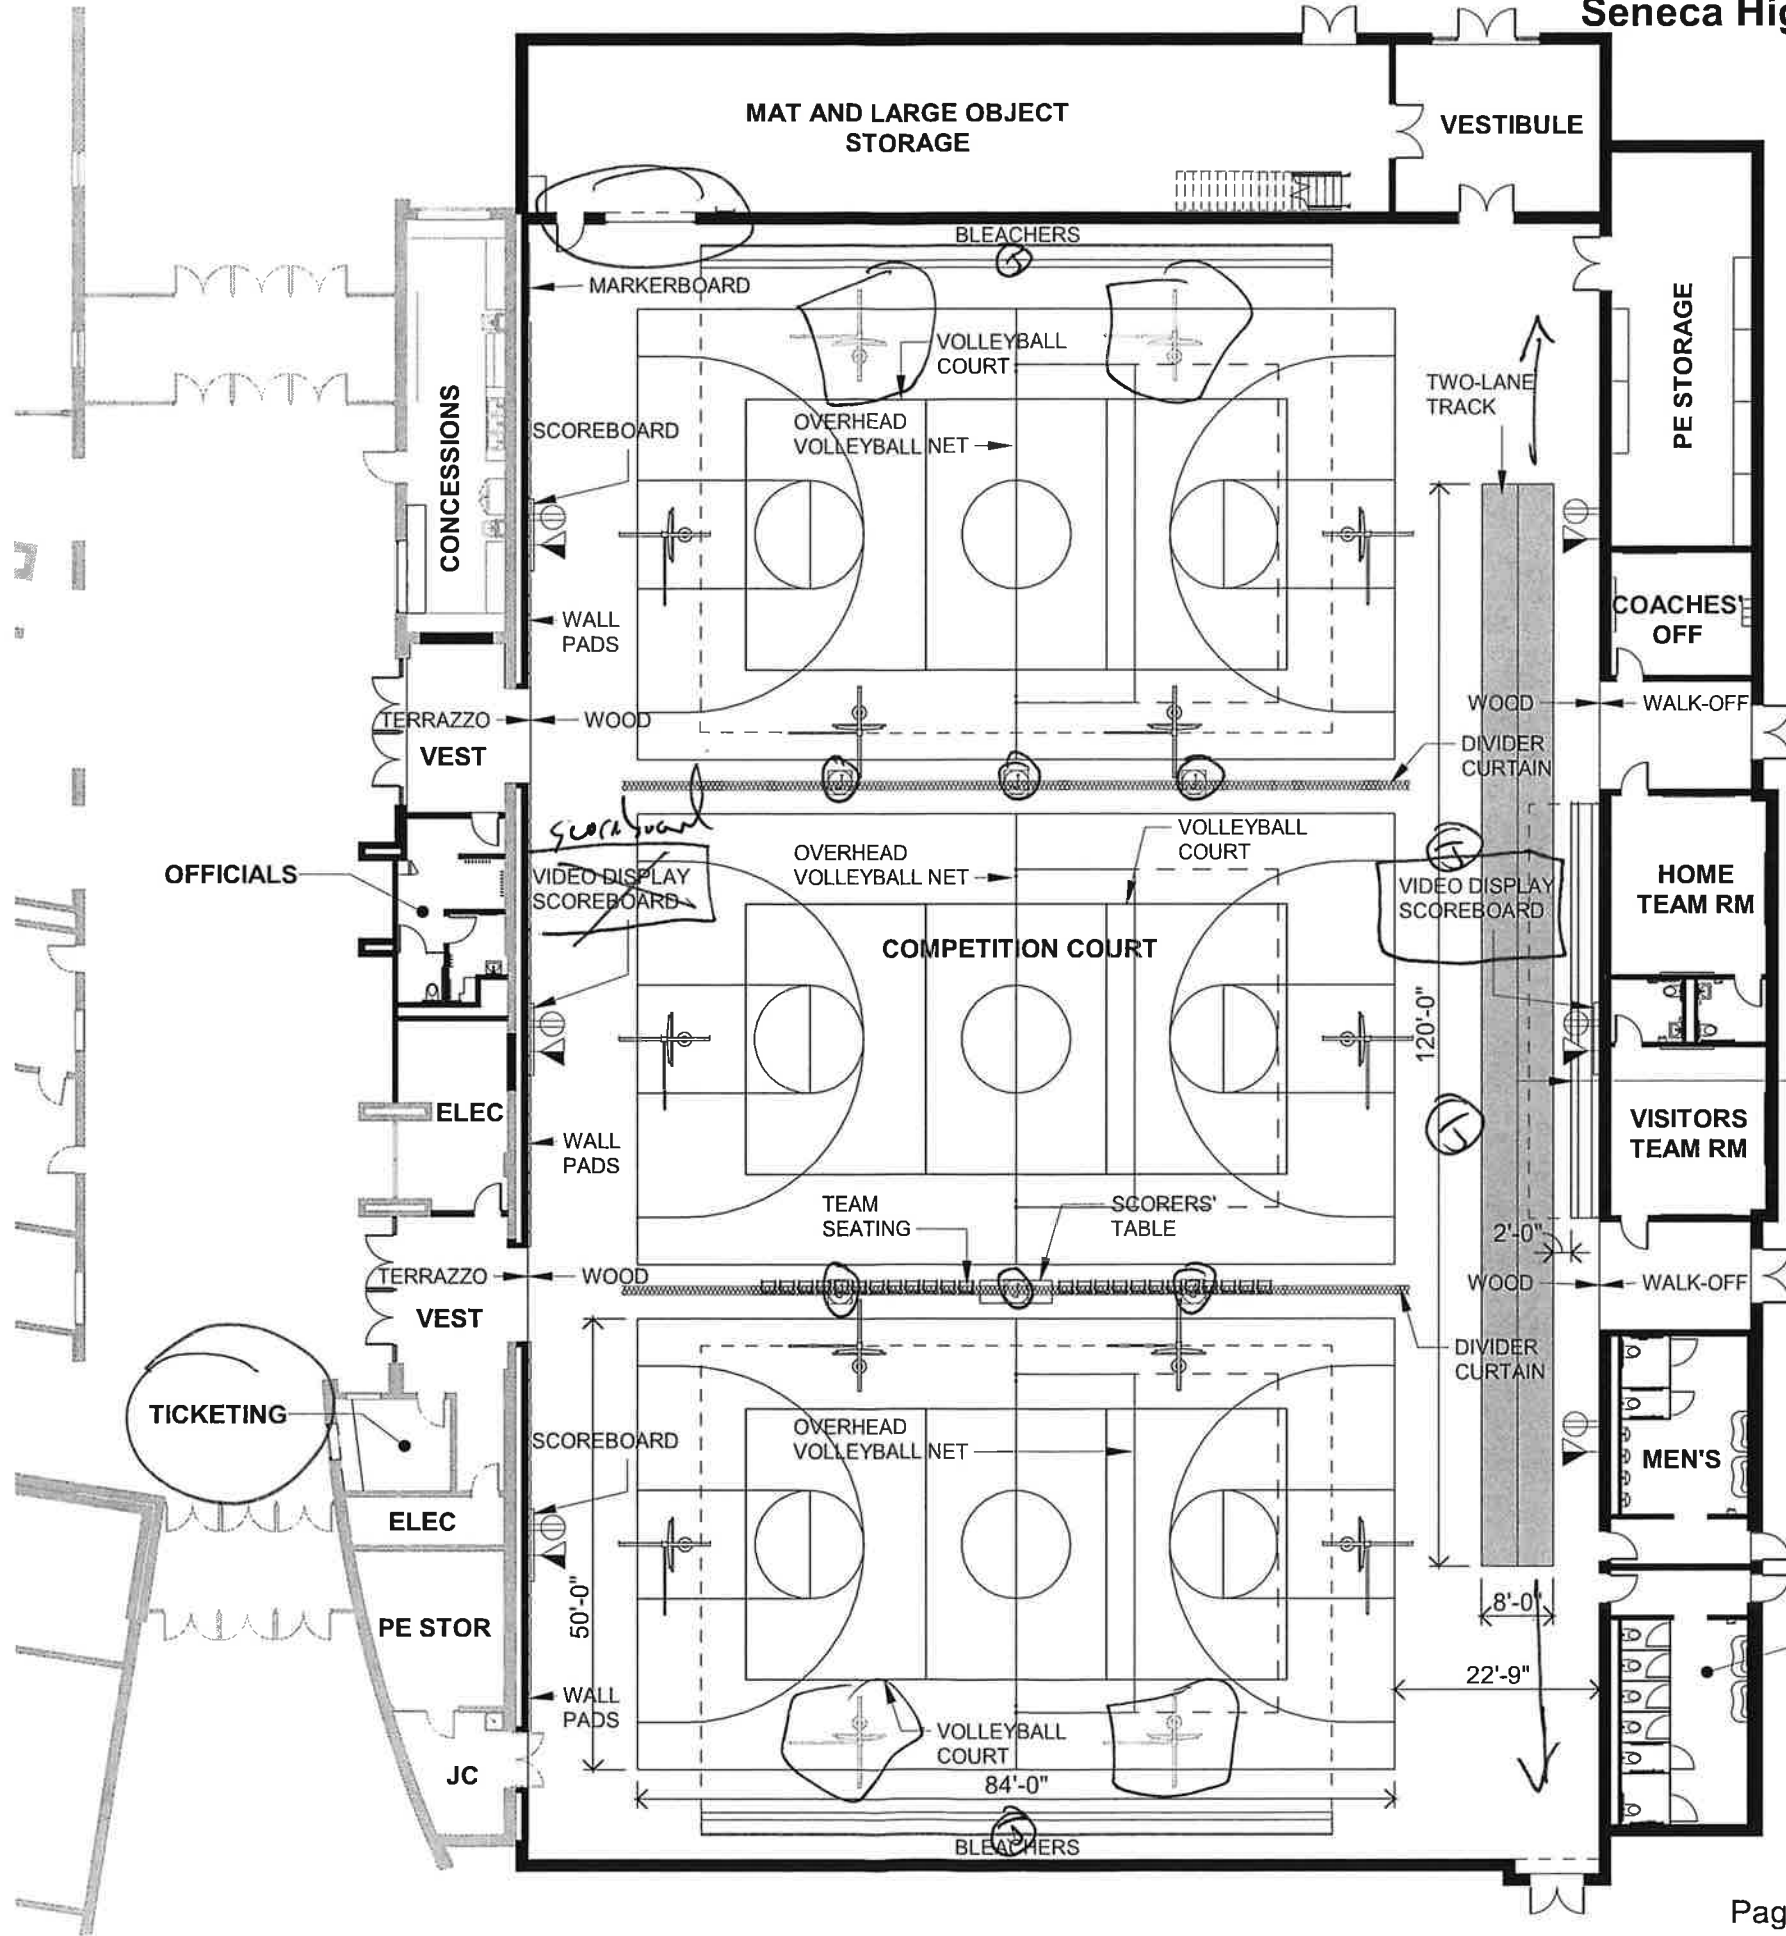 Seneca Hig
MAT AND LARGE OBJECT
STORAGE
VESTIBULE
BLEACHERS
MARKERBOARD
PE STORAGE
VOLLEYBALL
COURT
TWO-LANE
TRACK
CONCESSIONS
SCOREBOARD
OVERHEAD
VOLLEYBALL NET
WALL
PADS
COACHES'
OFF
TERRAZZO
WOOD
VEST
WOOD
WALK-OFF
DIVIDER
CURTAIN
Scoreboard
VIDEO DISPLAY
SCOREBOARD
OFFICIALS
OVERHEAD
VOLLEYBALL NET
VOLLEYBALL
COURT
VIDEO DISPLAY
SCOREBOARD
HOME
TEAM RM
COMPETITION COURT
120'-0"
ELEC
WALL
PADS
VISITORS
TEAM RM
TEAM
SEATING
SCORERS'
TABLE
2'-0"
TERRAZZO
WOOD
VEST
WOOD
WALK-OFF
DIVIDER
CURTAIN
TICKETING
SCOREBOARD
OVERHEAD
VOLLEYBALL NET
MEN'S
ELEC
50'-0"
PE STOR
8'-0"
22'-9"
WALL
PADS
VOLLEYBALL
COURT
JC
84'-0"
BLEACHERS
Pag